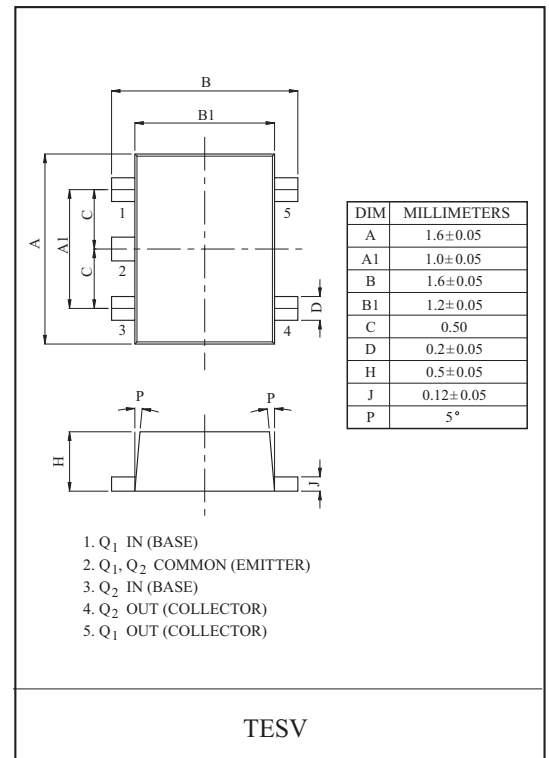 B
B1
A
A1
C
C
1
2
3
5
4
D
DIM MILLIMETERS
A 1.6±0.05
A1 1.0±0.05
B 1.6±0.05
B1 1.2±0.05
C 0.50
D 0.2±0.05
H 0.5±0.05
J 0.12±0.05
P 5°
P
P
H
J
1. Q1 IN (BASE)
2. Q1, Q2 COMMON (EMITTER)
3. Q2 IN (BASE)
4. Q2 OUT (COLLECTOR)
5. Q1 OUT (COLLECTOR)
TESV